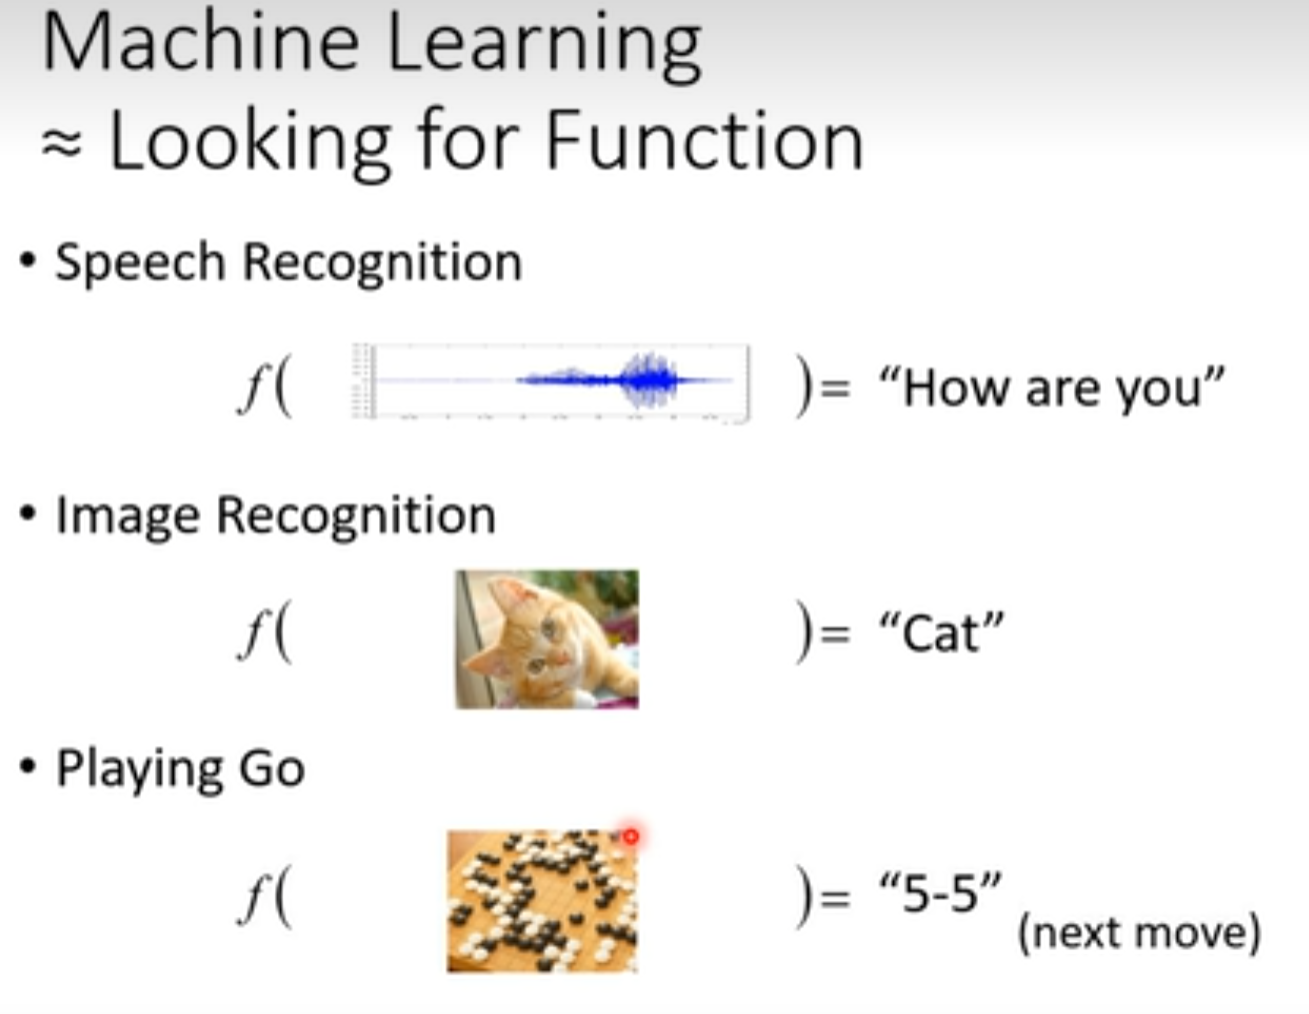 Machine Learning
≈ Looking for Function
• Speech Recognition
f( )= “How are you”
• Image Recognition
f( )= “Cat”
• Playing Go
f( )= “5-5”
(next move)